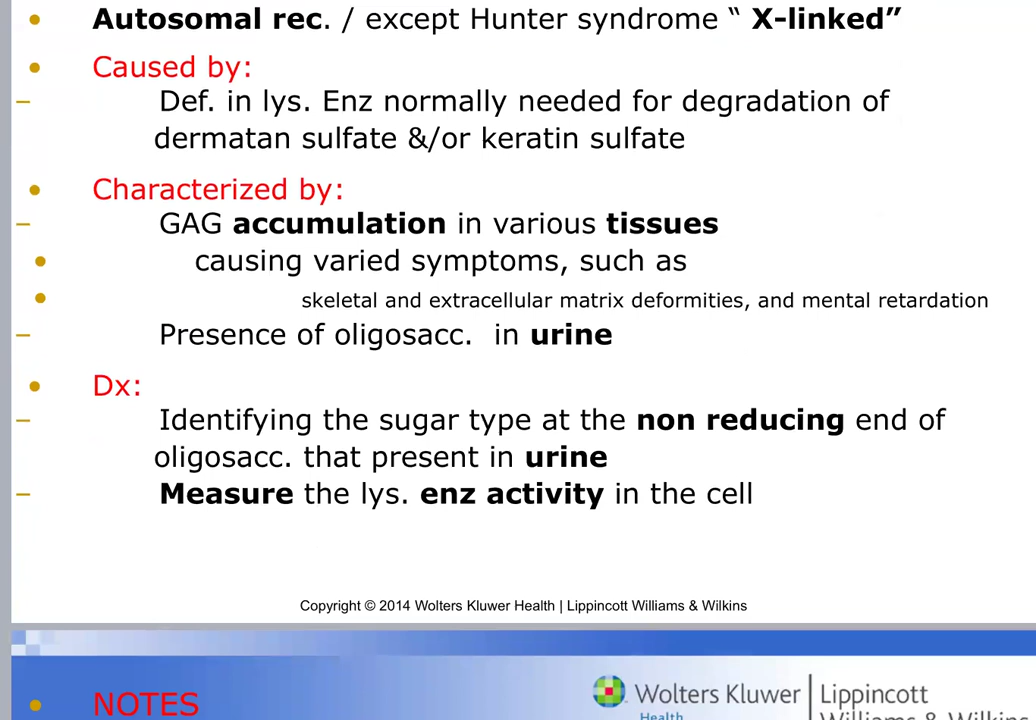 • Autosomal rec. / except Hunter syndrome “ X-linked”
• Caused by:
– Def. in lys. Enz normally needed for degradation of
dermatan sulfate &/or keratin sulfate
• Characterized by:
– GAG accumulation in various tissues
• causing varied symptoms, such as
• skeletal and extracellular matrix deformities, and mental retardation
– Presence of oligosacc. in urine
• Dx:
– Identifying the sugar type at the non reducing end of
oligosacc. that present in urine
– Measure the lys. enz activity in the cell
Copyright © 2014 Wolters Kluwer Health | Lippincott Williams & Wilkins
• NOTES
Wolters Kluwer
Health
Lippincott
Williams & Wilkins